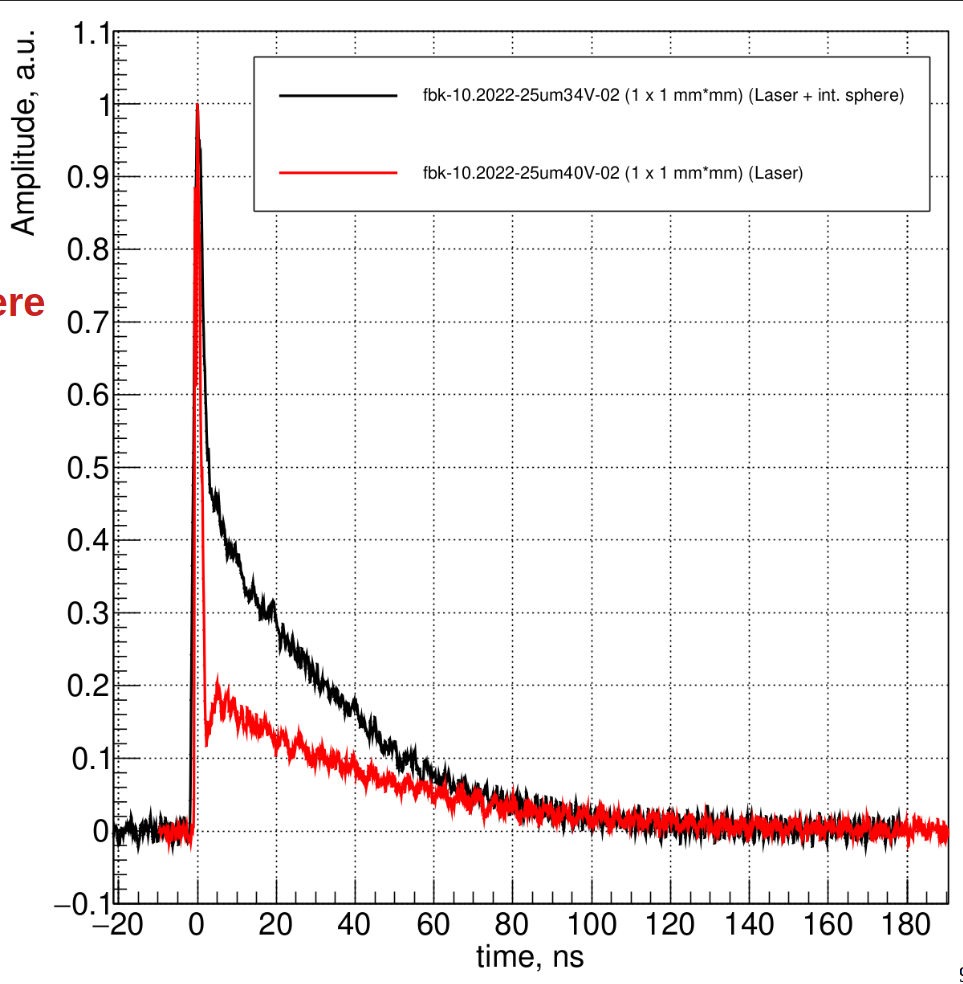 Amplitude, a.u.
1.1
1
0.9
0.8
0.7
0.6
0.5
0.4
0.3
0.2
0.1
0
−0.1
fbk-10.2022-25um34V-02 (1 x 1 mm*mm) (Laser + int. sphere)
fbk-10.2022-25um40V-02 (1 x 1 mm*mm) (Laser)
ere
−20 0 20 40 60 80 100 120 140 160 180
time, ns